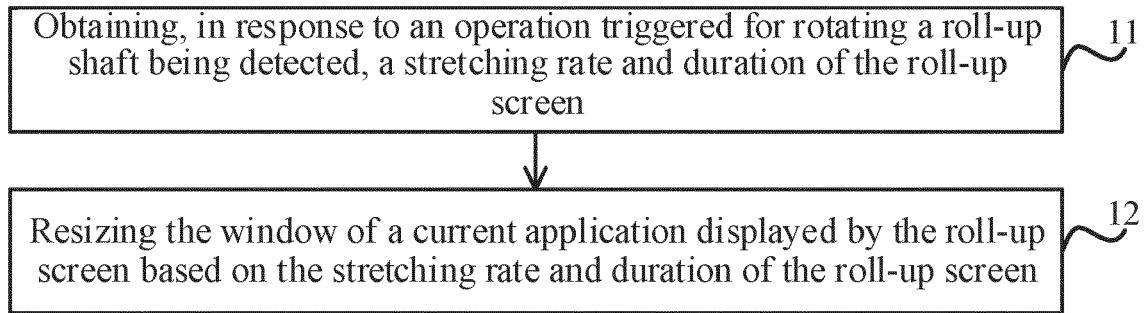 Obtaining, in response to an operation triggered for rotating a roll-up
shaft being detected, a stretching rate and duration of the roll-up
screen
11
Resizing the window of a current application displayed by the roll-up
screen based on the stretching rate and duration of the roll-up screen
12